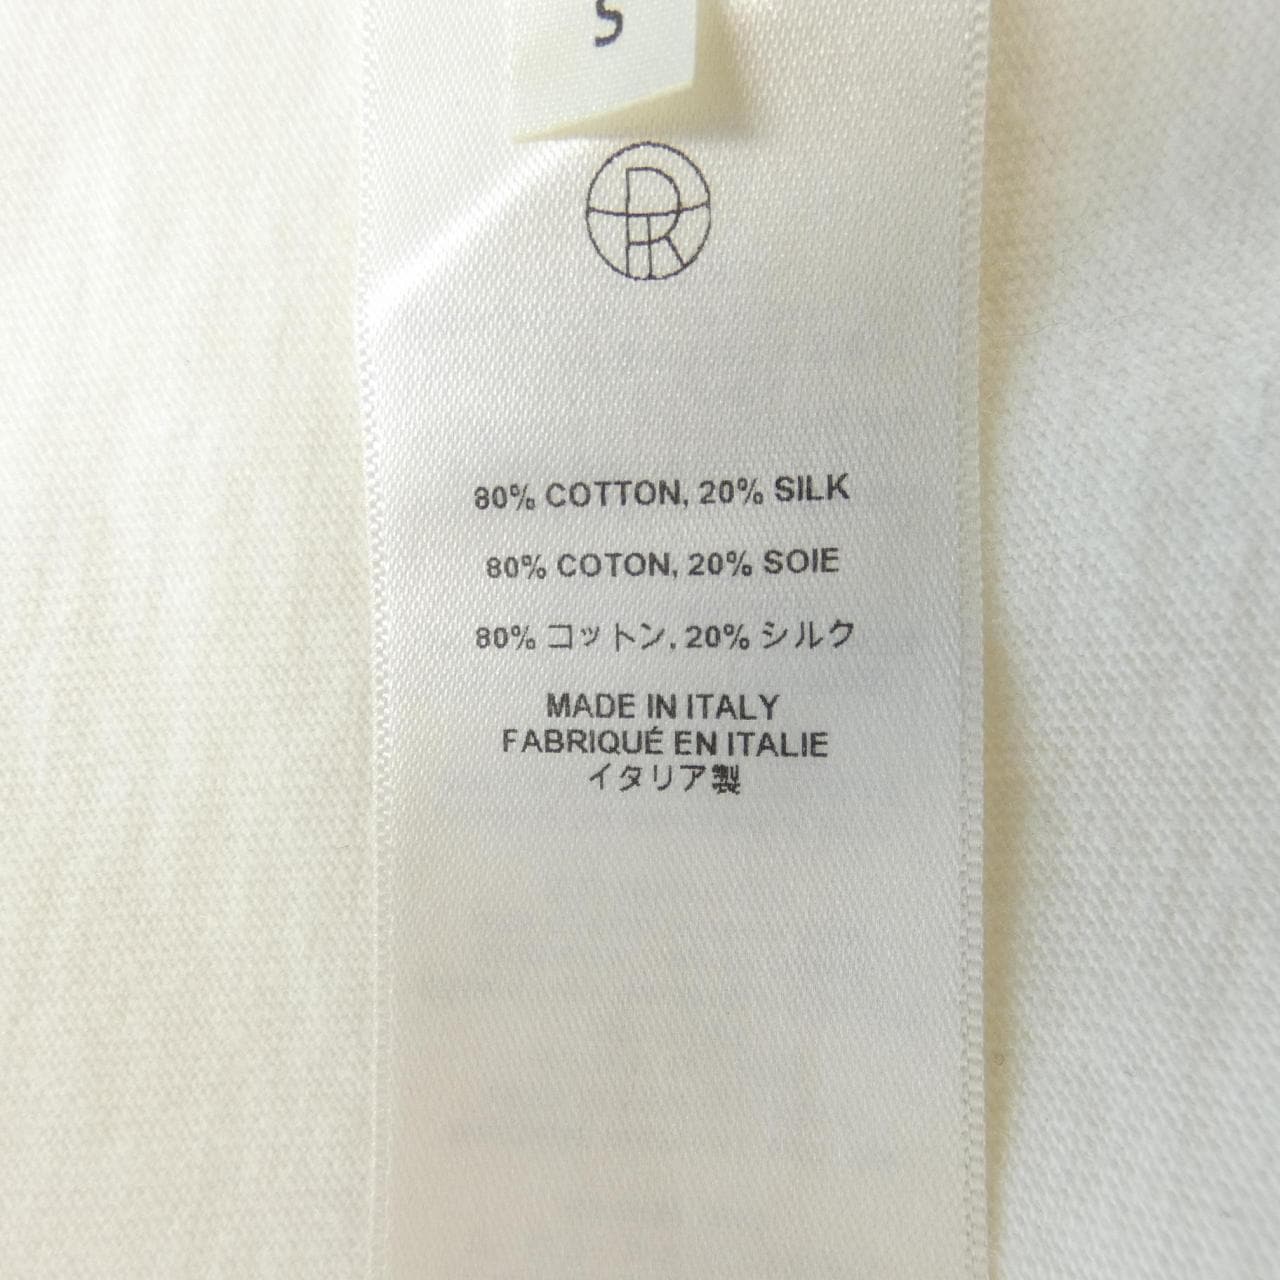 S
80% COTTON, 20% SILK
80% COTON, 20% SOIE
80% コットン, 20% シルク
MADE IN ITALY
FABRIQUÉ EN ITALIE
イタリア製